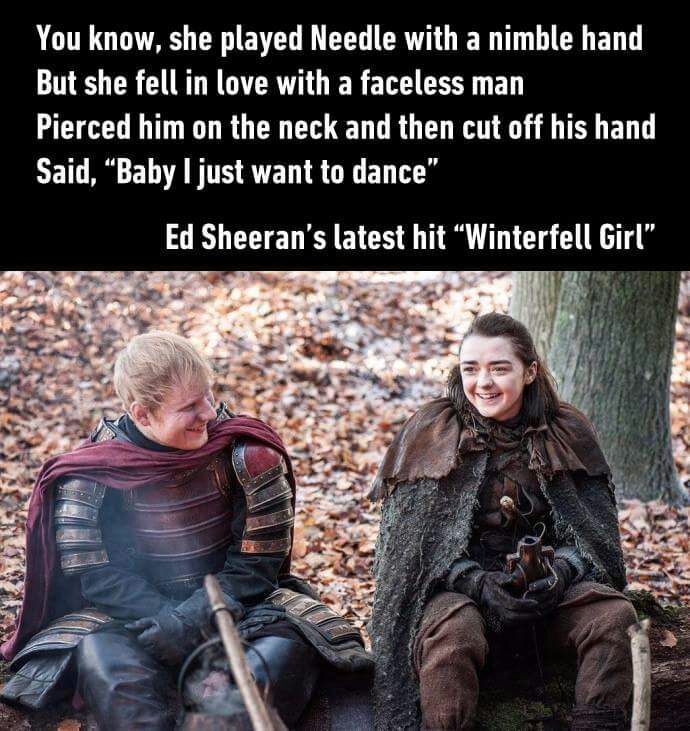 You know, she played Needle with a nimble hand
But she fell in love with a faceless man
Pierced him on the neck and then cut off his hand
Said, “Baby I just want to dance”
Ed Sheeran’s latest hit “Winterfell Girl”